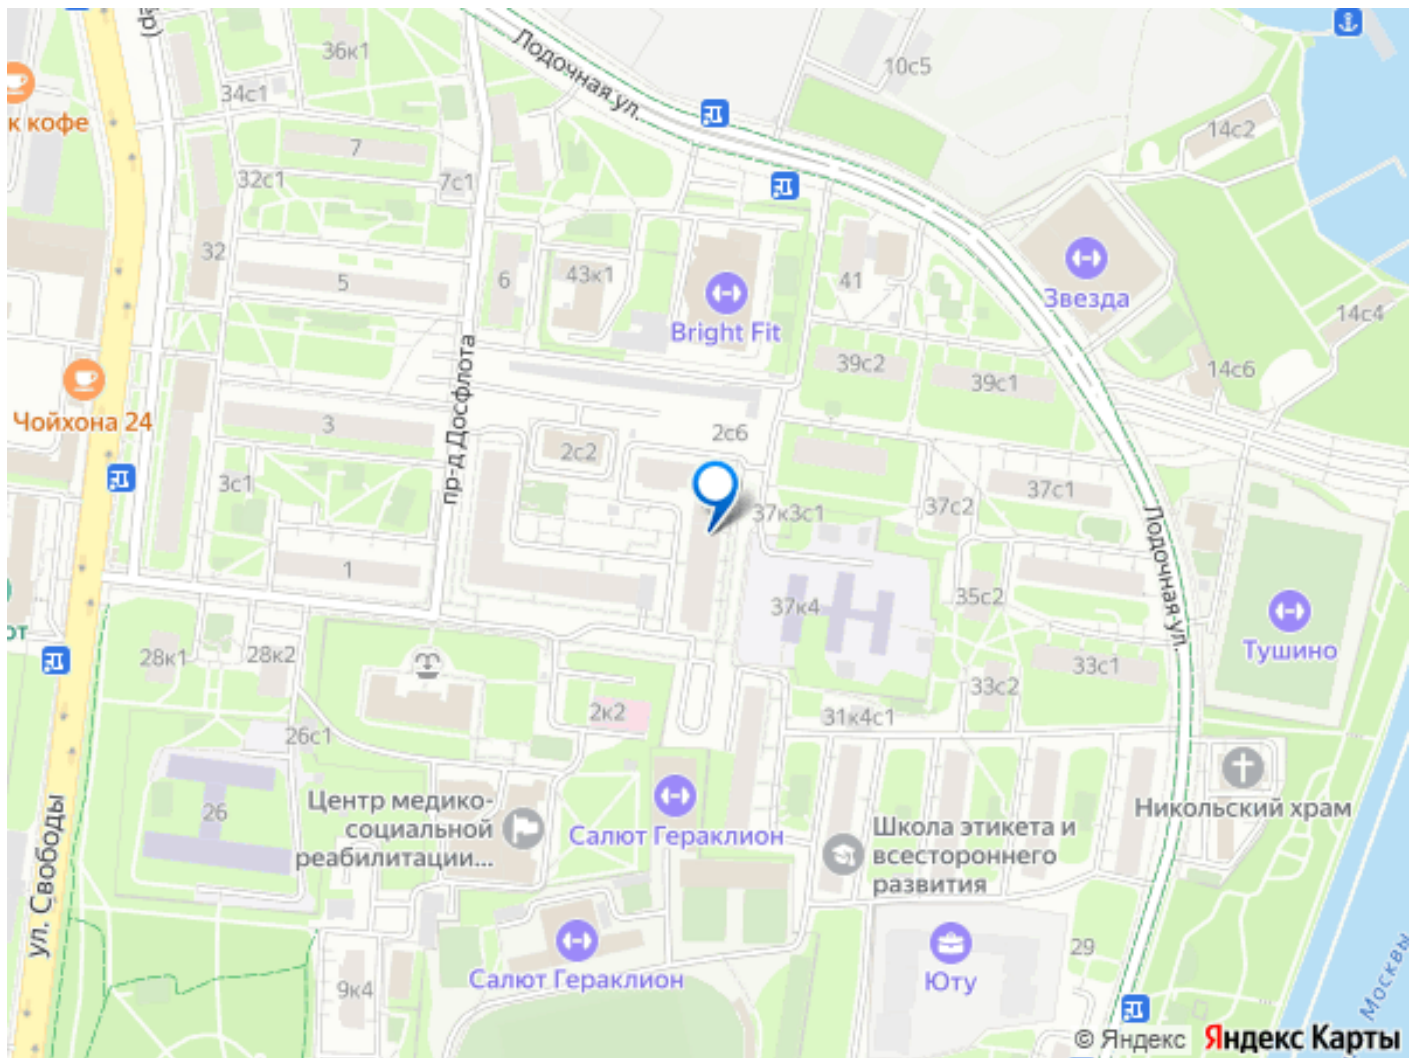 36к1
Лодочная ул.
10с5
34с1
к кофе
14с2
7
32с1
7с1
32
5
6
43к1
41
Звезда
Bright Fit
14с4
39с2
39с1
14с6
Чойхона 24
3
пр-д Досфлота
2с6
2с2
3с1
37с1
37к3с1
37с2
Лодочная ул.
1
37к4
35с2
от
Тушино
28к1
28к2
33с1
33с2
2к2
31к4с1
26с1
Никольский храм
26
Центр медико-
социальной
реабилитации...
Салют Гераклион
Школа этикета и
всестороннего
развития
ул. Свободы
29
Салют Гераклион
Юту
9к4
Москвы
© Яндекс Яндекс Карты